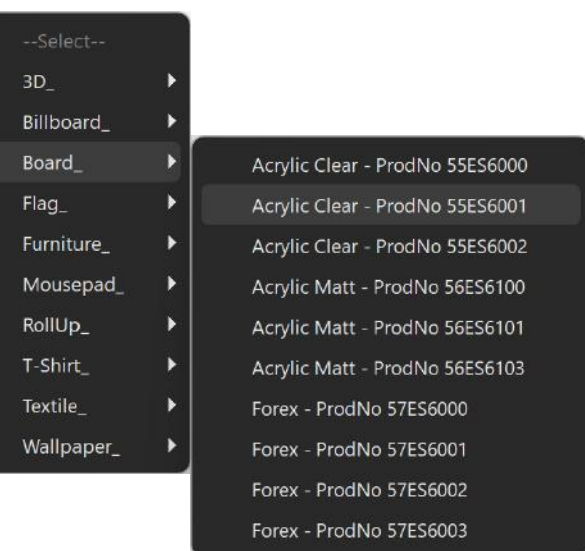 --Select--
3D_
Billboard_
Board_
Flag_
Furniture_
Mousepad_
RollUp_
T-Shirt_
Textile_
Wallpaper_
Acrylic Clear - ProdNo 55ES6000
Acrylic Clear - ProdNo 55ES6001
Acrylic Clear - ProdNo 55ES6002
Acrylic Matt - ProdNo 56ES6100
Acrylic Matt - ProdNo 56ES6101
Acrylic Matt - ProdNo 56ES6103
Forex - ProdNo 57ES6000
Forex - ProdNo 57ES6001
Forex - ProdNo 57ES6002
Forex - ProdNo 57ES6003